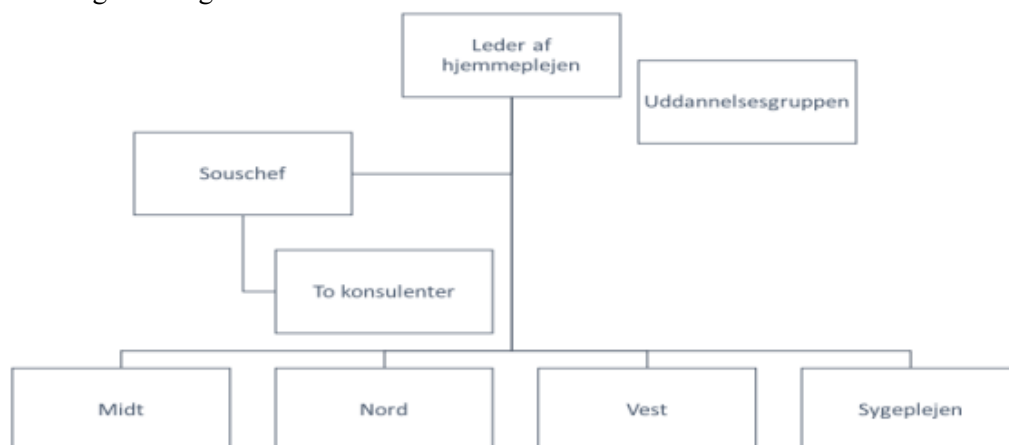 Leder af
hjemmeplejen
Uddannelsesgruppen
Souschef
To konsulenter
Midt
Nord
Vest
Sygeplejen